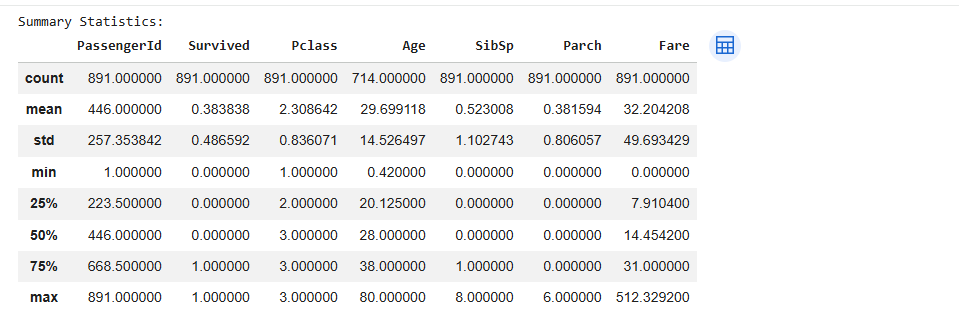 Summary Statistics:
PassengerId Survived Pclass Age SibSp Parch Fare
count 891.000000 891.000000 891.000000 714.000000 891.000000 891.000000 891.000000
mean 446.000000 0.383838 2.308642 29.699118 0.523008 0.381594 32.204208
std 257.353842 0.486592 0.836071 14.526497 1.102743 0.806057 49.693429
min 1.000000 0.000000 1.000000 0.420000 0.000000 0.000000 0.000000
25% 223.500000 0.000000 2.000000 20.125000 0.000000 0.000000 7.910400
50% 446.000000 0.000000 3.000000 28.000000 0.000000 0.000000 14.454200
75% 668.500000 1.000000 3.000000 38.000000 1.000000 0.000000 31.000000
max 891.000000 1.000000 3.000000 80.000000 8.000000 6.000000 512.329200